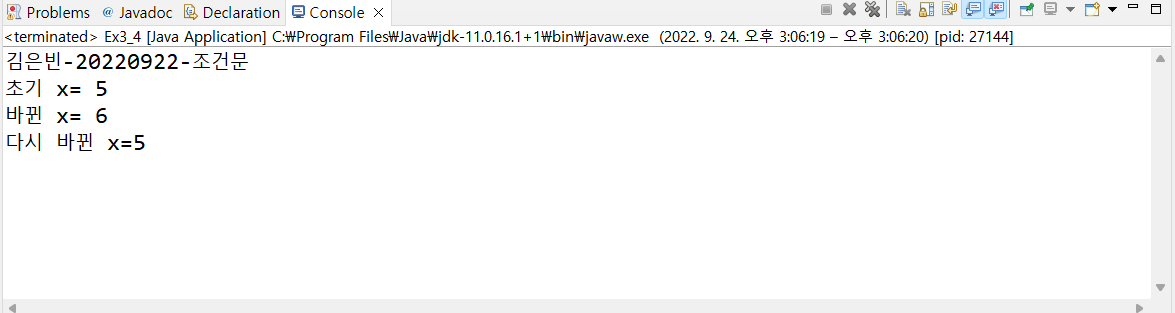 Problems @ Javadoc Declaration Console
<terminated> Ex3_4 [Java Application] C:₩Program Files₩Java₩jdk-11.0.16.1+1₩bin₩javaw.exe (2022. 9. 24. 오후 3:06:19 – 오후 3:06:20) [pid: 27144]
김은빈-20220922-조건문
초기 x= 5
바뀐 x= 6
다시 바뀐 x=5